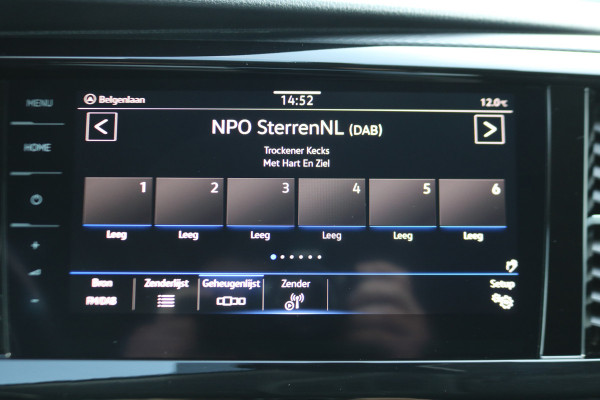 MENU
HOME
Belgenlaan
14:52
12.0°C
<
NPO SterrenNL (DAB)
>
Trockener Kecks
Met Hart En Ziel
1 2 3 4 5 6
Leeg Leeg Leeg Leeg Leeg Leeg
Bron Zenderlijst Geheugenlijst Zender Setup
FM/DAB
+
-